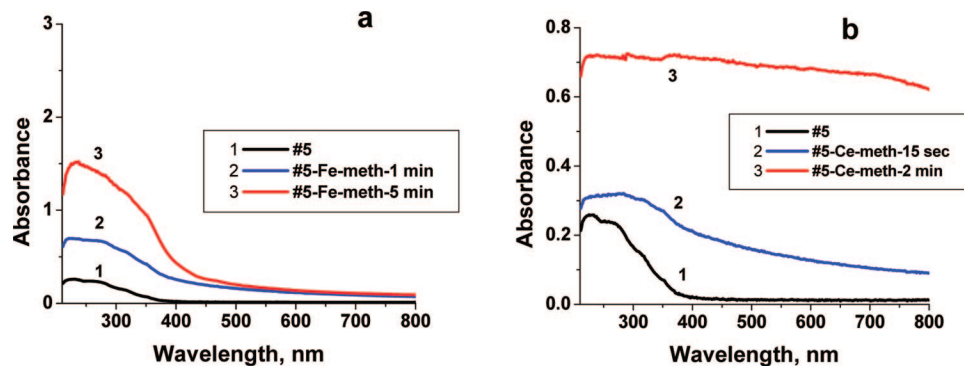 a
3
2
1
0
Absorbance
300 400 500 600 700 800
Wavelength, nm
3
2
1
1 #5
2 #5-Fe-meth-1 min
3 #5-Fe-meth-5 min
b
0.8
0.6
0.4
0.2
0.0
Absorbance
300 400 500 600 700 800
Wavelength, nm
3
2
1
1 #5
2 #5-Ce-meth-15 sec
3 #5-Ce-meth-2 min